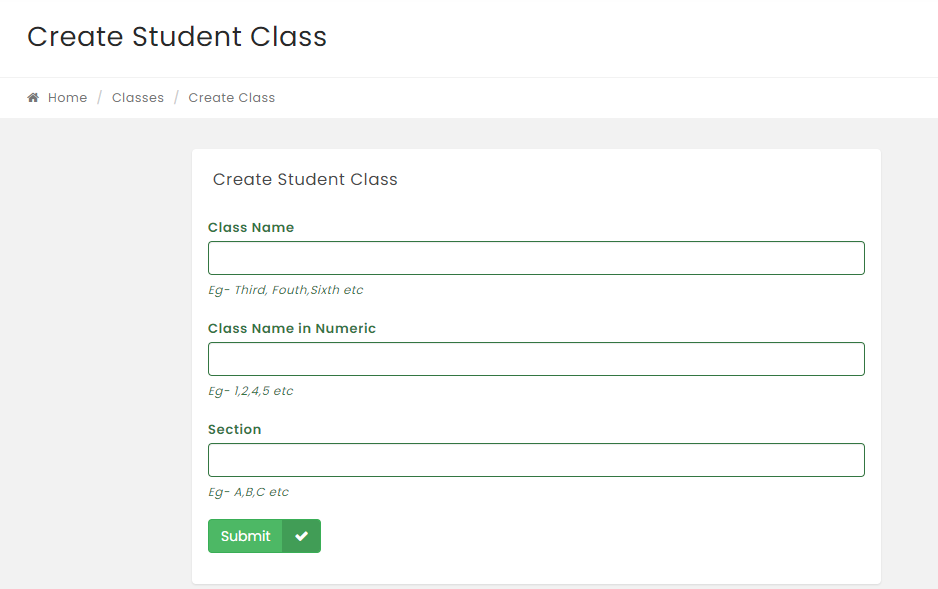 Create Student Class
Home / Classes / Create Class
Create Student Class
Class Name
Eg- Third, Fouth,Sixth etc
Class Name in Numeric
Eg- 1,2,4,5 etc
Section
Eg- A,B,C etc
Submit